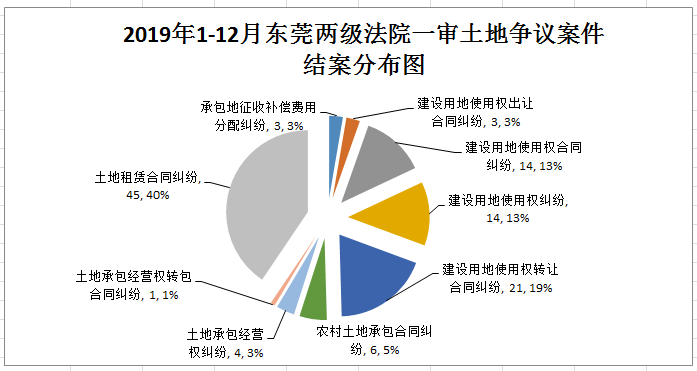 2019年1-12月东莞两级法院一审土地争议案件
结案分布图
承包地征收补偿费用
分配纠纷, 3, 3%
建设用地使用权出让
合同纠纷, 3, 3%
建设用地使用权合同
纠纷, 14, 13%
建设用地使用权纠纷,
14, 13%
建设用地使用权转让
合同纠纷, 21, 19%
农村土地承包合同纠
纷, 6, 5%
土地承包经营
权纠纷, 4, 3%
土地承包经营权转包
合同纠纷, 1, 1%
土地租赁合同纠纷,
45, 40%